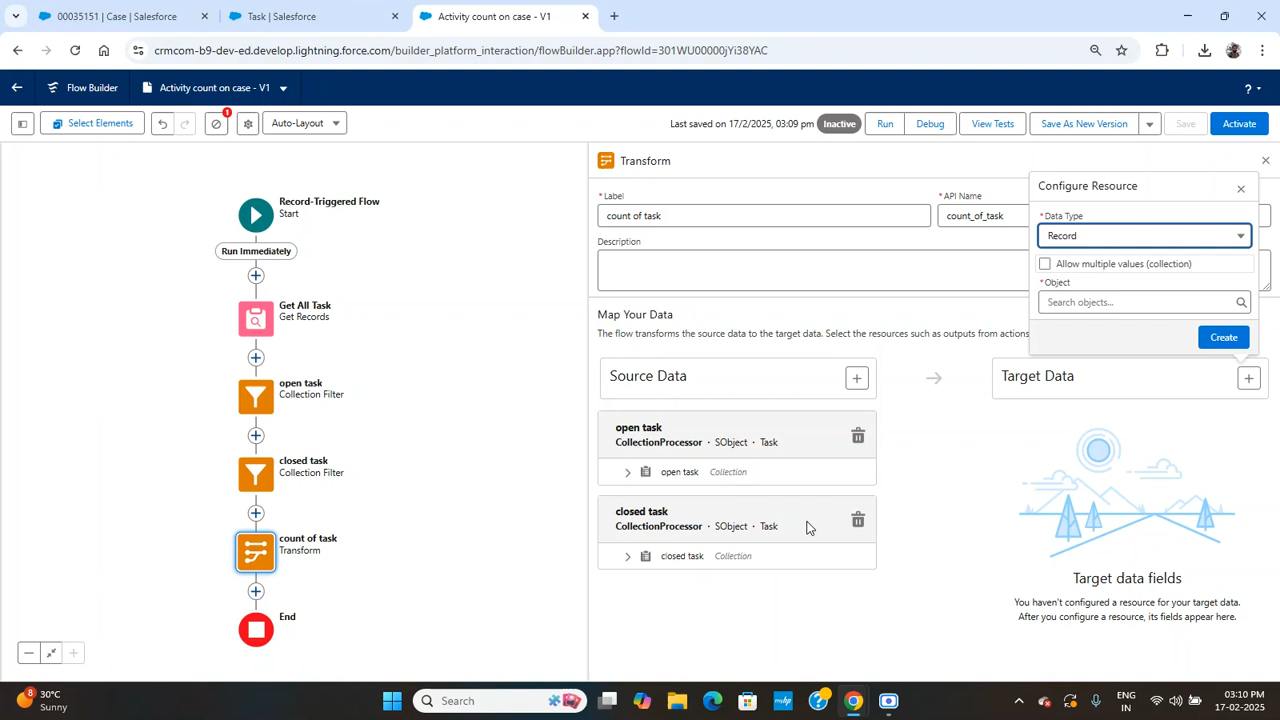 00035151 | Case | Salesforce
Task | Salesforce
Activity count on case - V1
crmcom-b9-dev-ed.develop.lightning.force.com/builder_platform_interaction/flowBuilder.app?flowId=301WU00000jYi38YAC
Flow Builder
Activity count on case - V1
?
Select Elements
1
Auto-Layout
Last saved on 17/2/2025, 03:09 pm
Inactive
Run
Debug
View Tests
Save As New Version
Save
Activate
Record-Triggered Flow
Start
Run Immediately
Get All Task
Get Records
open task
Collection Filter
closed task
Collection Filter
count of task
Transform
End
Transform
* Label
count of task
* API Name
count_of_task
Description
Map Your Data
The flow transforms the source data to the target data. Select the resources such as outputs from actions
Source Data
Target Data
open task
CollectionProcessor · SObject · Task
open task Collection
closed task
CollectionProcessor · SObject · Task
closed task Collection
Target data fields
You haven't configured a resource for your target data.
After you configure a resource, its fields appear here.
Configure Resource
* Data Type
Record
Allow multiple values (collection)
* Object
Search objects...
Create
8
30°C
Sunny
Search
mbp
ENG
IN
03:10 PM
17-02-2025